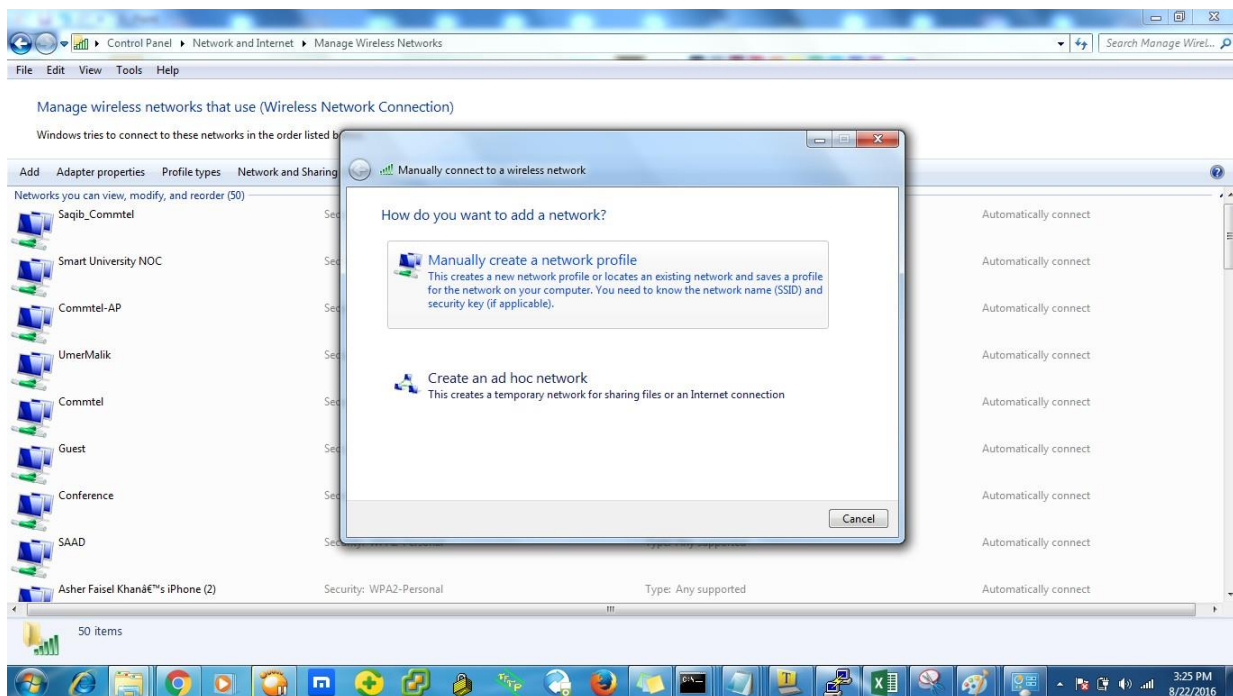 Control Panel ▸ Network and Internet ▸ Manage Wireless Networks
Search Manage Wirel...
File Edit View Tools Help
Manage wireless networks that use (Wireless Network Connection)
Windows tries to connect to these networks in the order listed b
Add Adapter properties Profile types Network and Sharing
Manually connect to a wireless network
Networks you can view, modify, and reorder (50)
How do you want to add a network?
Manually create a network profile
This creates a new network profile or locates an existing network and saves a profile
for the network on your computer. You need to know the network name (SSID) and
security key (if applicable).
Create an ad hoc network
This creates a temporary network for sharing files or an Internet connection
Cancel
Saqib_Commtel Automatically connect
Smart University NOC Automatically connect
Commtel-AP Automatically connect
UmerMalik Automatically connect
Commtel Automatically connect
Guest Automatically connect
Conference Automatically connect
SAAD Automatically connect
Asher Faisel Khanâ€™s iPhone (2) Security: WPA2-Personal Type: Any supported Automatically connect
50 items
3:25 PM
8/22/2016